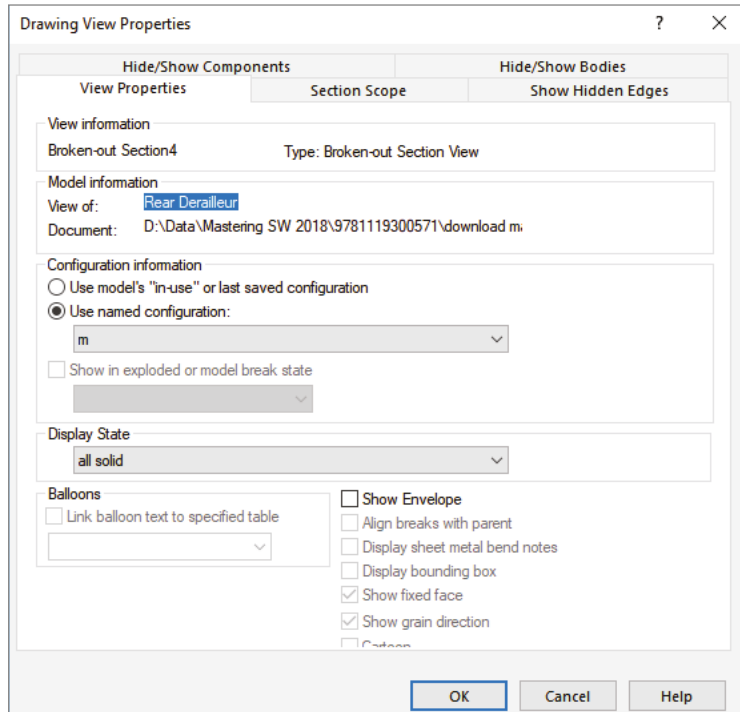 Drawing View Properties ? ×
Hide/Show Components Hide/Show Bodies
View Properties Section Scope Show Hidden Edges
View information
Broken-out Section4 Type: Broken-out Section View
Model information
View of: Rear Derailleur
Document: D:\Data\Mastering SW 2018\9781119300571\download ma
Configuration information
Use model's "in-use" or last saved configuration
Use named configuration:
m
Show in exploded or model break state
Display State
all solid
Balloons
Link balloon text to specified table
Show Envelope
Align breaks with parent
Display sheet metal bend notes
Display bounding box
Show fixed face
Show grain direction
Cartoon
OK Cancel Help